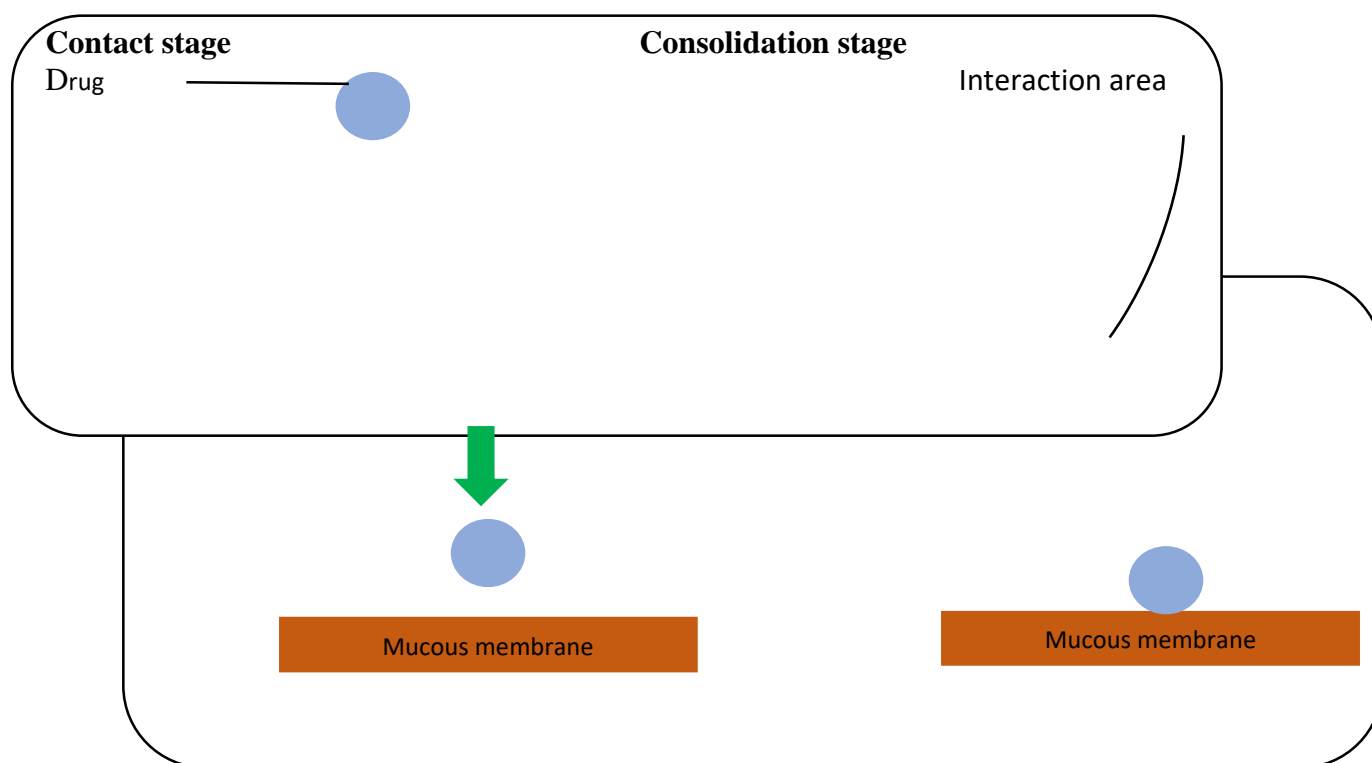 Contact stage
Consolidation stage
Drug
Interaction area
Mucous membrane
Mucous membrane